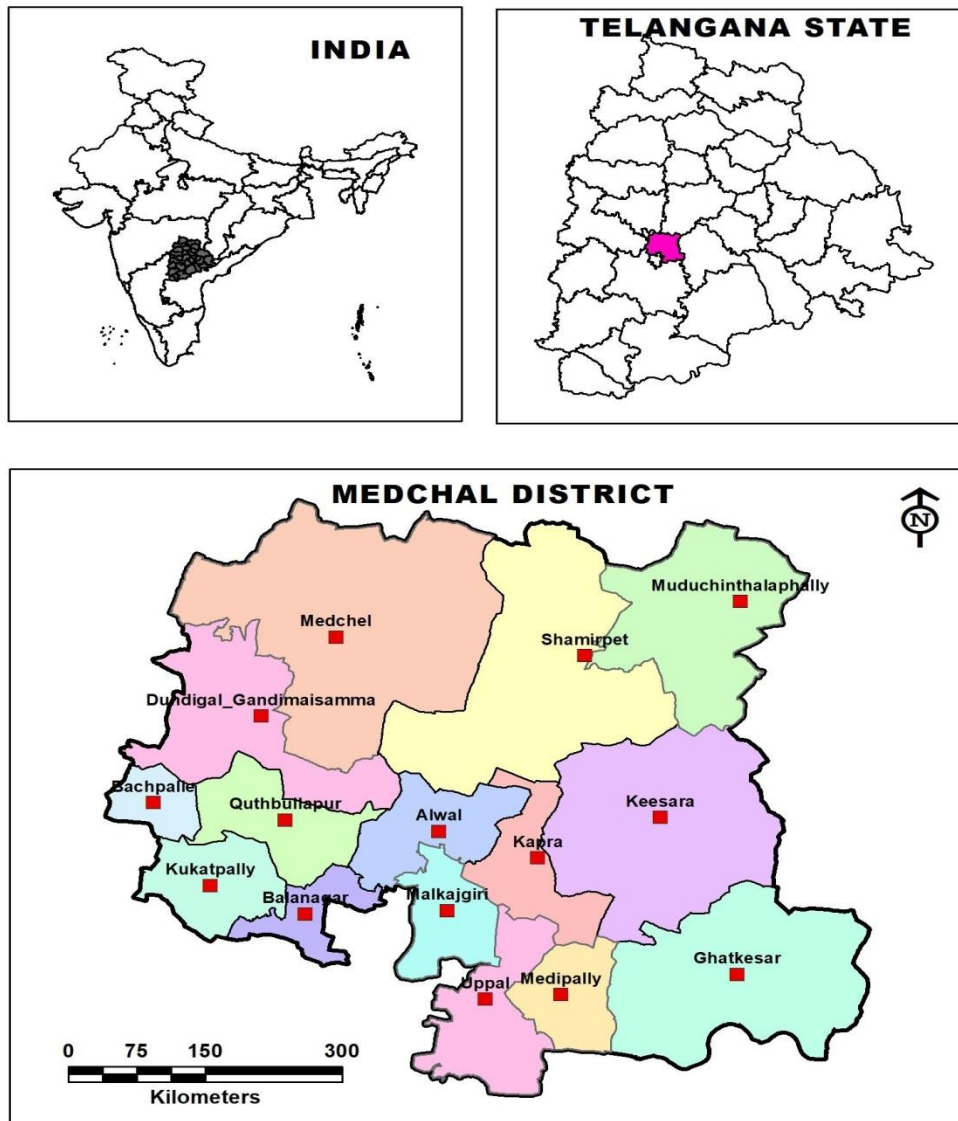 INDIA
TELANGANA STATE
MEDCHAL DISTRICT
N
Muduchinthalaphally
Medchel
Shamirpet
Dundigal_Gandimaisamma
Bachpalle
Quthbullapur
Alwal
Keesara
Kapra
Kukatpally
Balanagar
Malkajgiri
Ghatkesar
Uppal
Medipally
0 75 150 300
Kilometers